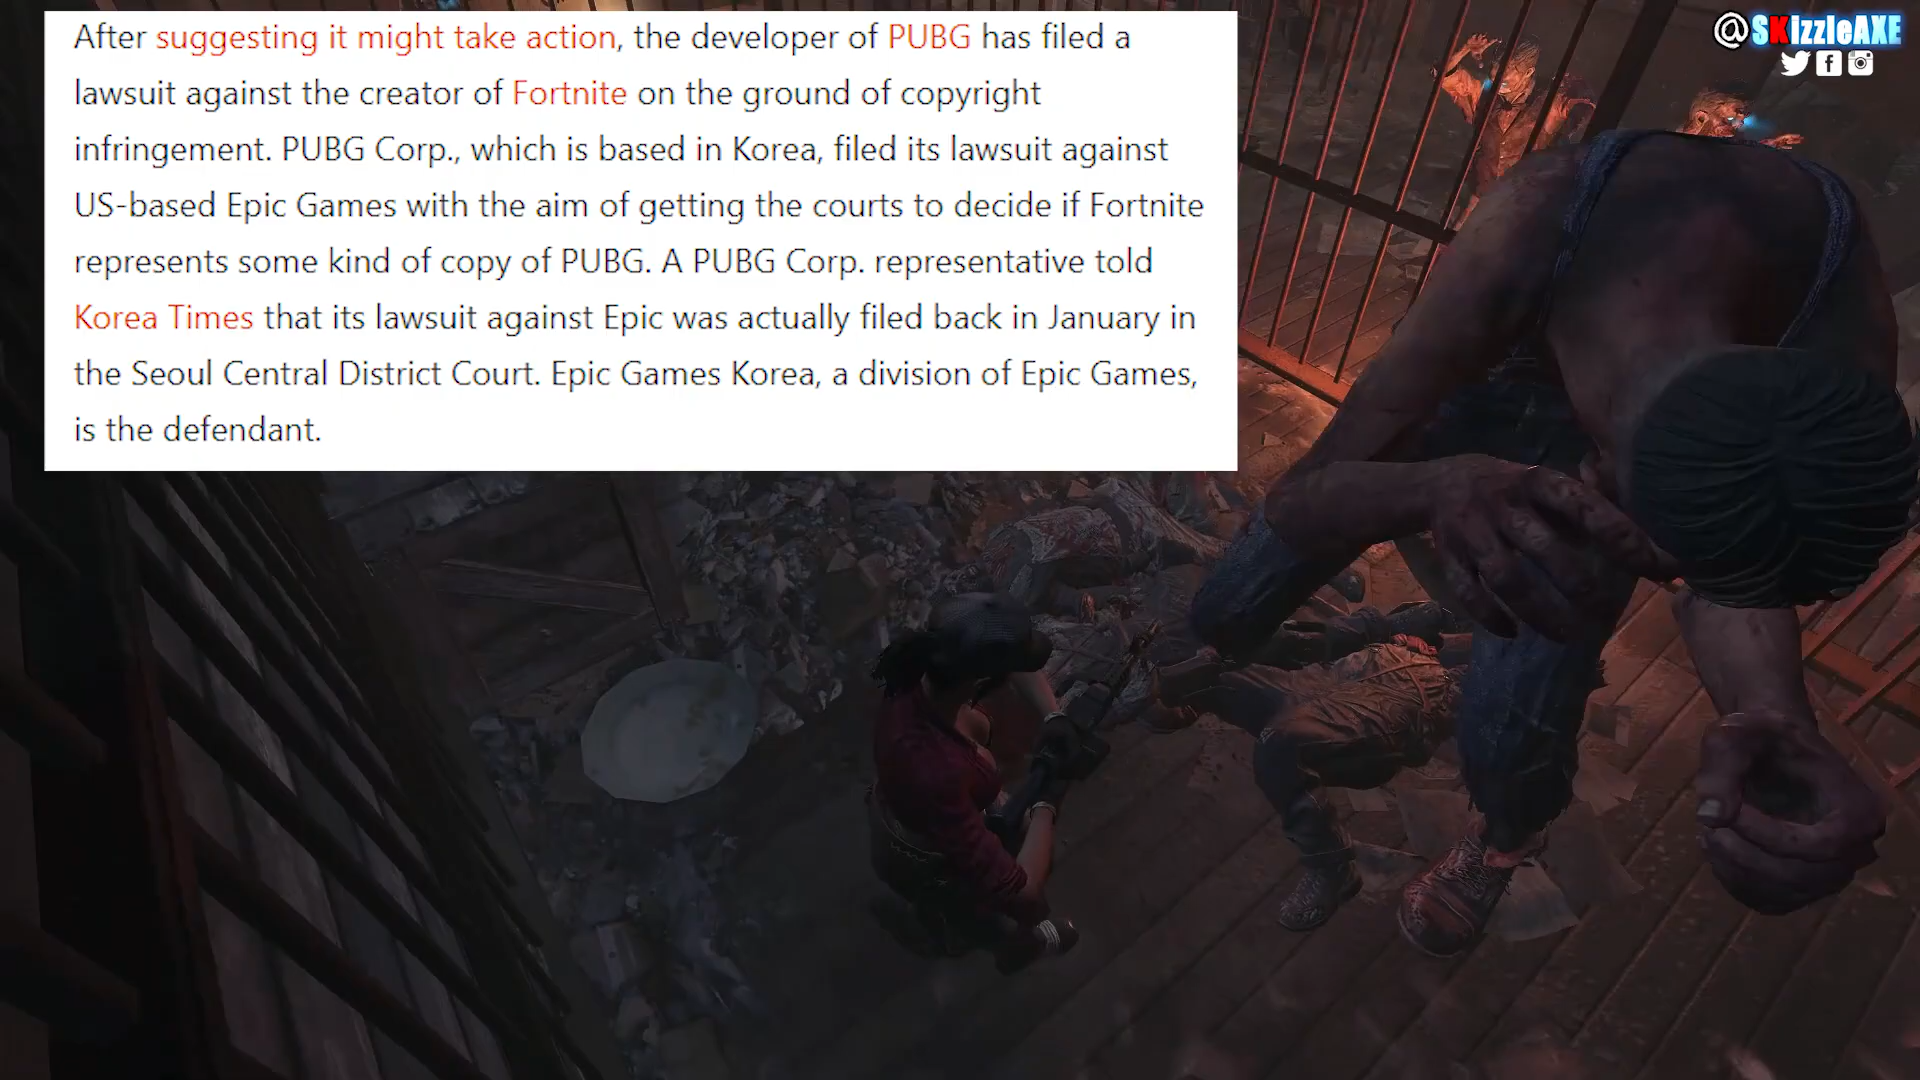 After suggesting it might take action, the developer of PUBG has filed a
lawsuit against the creator of Fortnite on the ground of copyright
infringement. PUBG Corp., which is based in Korea, filed its lawsuit against
US-based Epic Games with the aim of getting the courts to decide if Fortnite
represents some kind of copy of PUBG. A PUBG Corp. representative told
Korea Times that its lawsuit against Epic was actually filed back in January in
the Seoul Central District Court. Epic Games Korea, a division of Epic Games,
is the defendant.
@SKizzleAXE